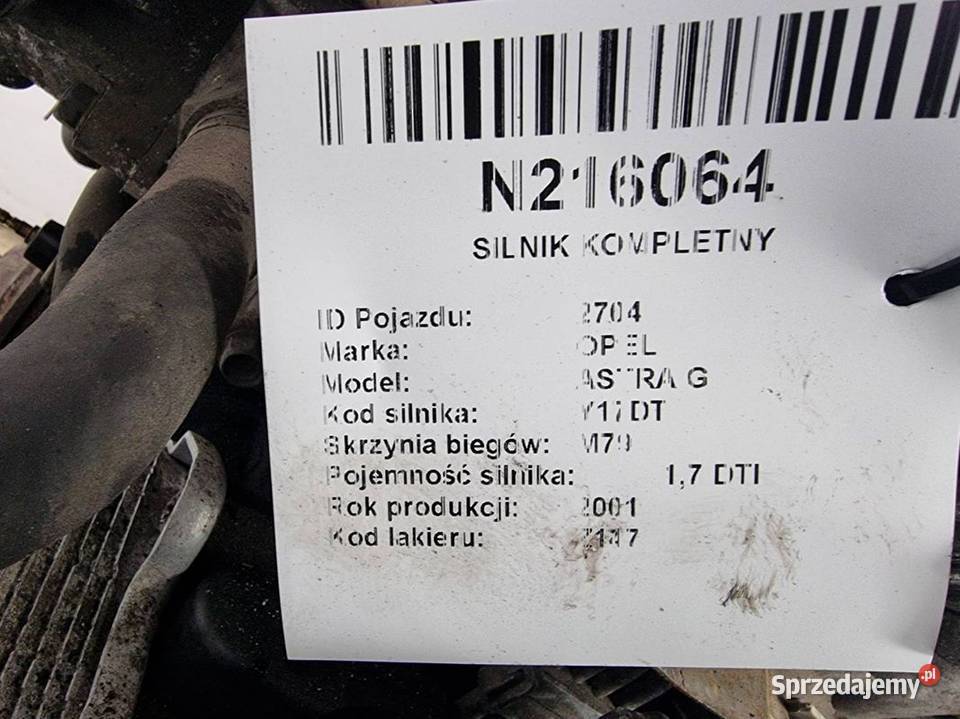 N216064
SILNIK KOMPLETNY
ID Pojazdu: 2704
Marka: OPEL
Model: ASTRA G
Kod silnika: Y17DT
Skrzynia biegów: M79
Pojemność silnika: 1,7 DTI
Rok produkcji: 2001
Kod lakieru:
Sprzedajemy.pl